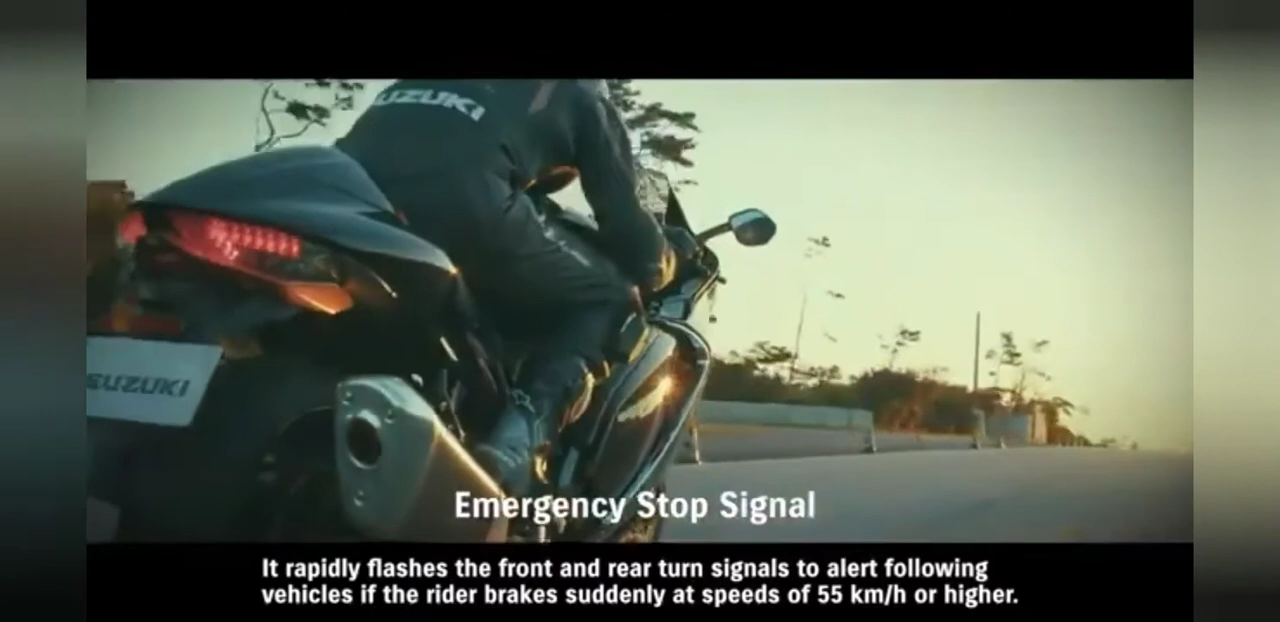 SUZUKI
SUZUKI
Emergency Stop Signal
It rapidly flashes the front and rear turn signals to alert following
vehicles if the rider brakes suddenly at speeds of 55 km/h or higher.